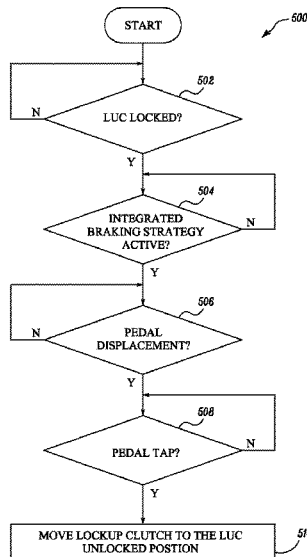 START
500
502
LUC LOCKED?
N
Y
504
INTEGRATED
BRAKING STRATEGY
ACTIVE?
N
Y
506
PEDAL
DISPLACEMENT?
N
Y
508
PEDAL TAP?
N
Y
MOVE LOCKUP CLUTCH TO THE LUC
UNLOCKED POSTION